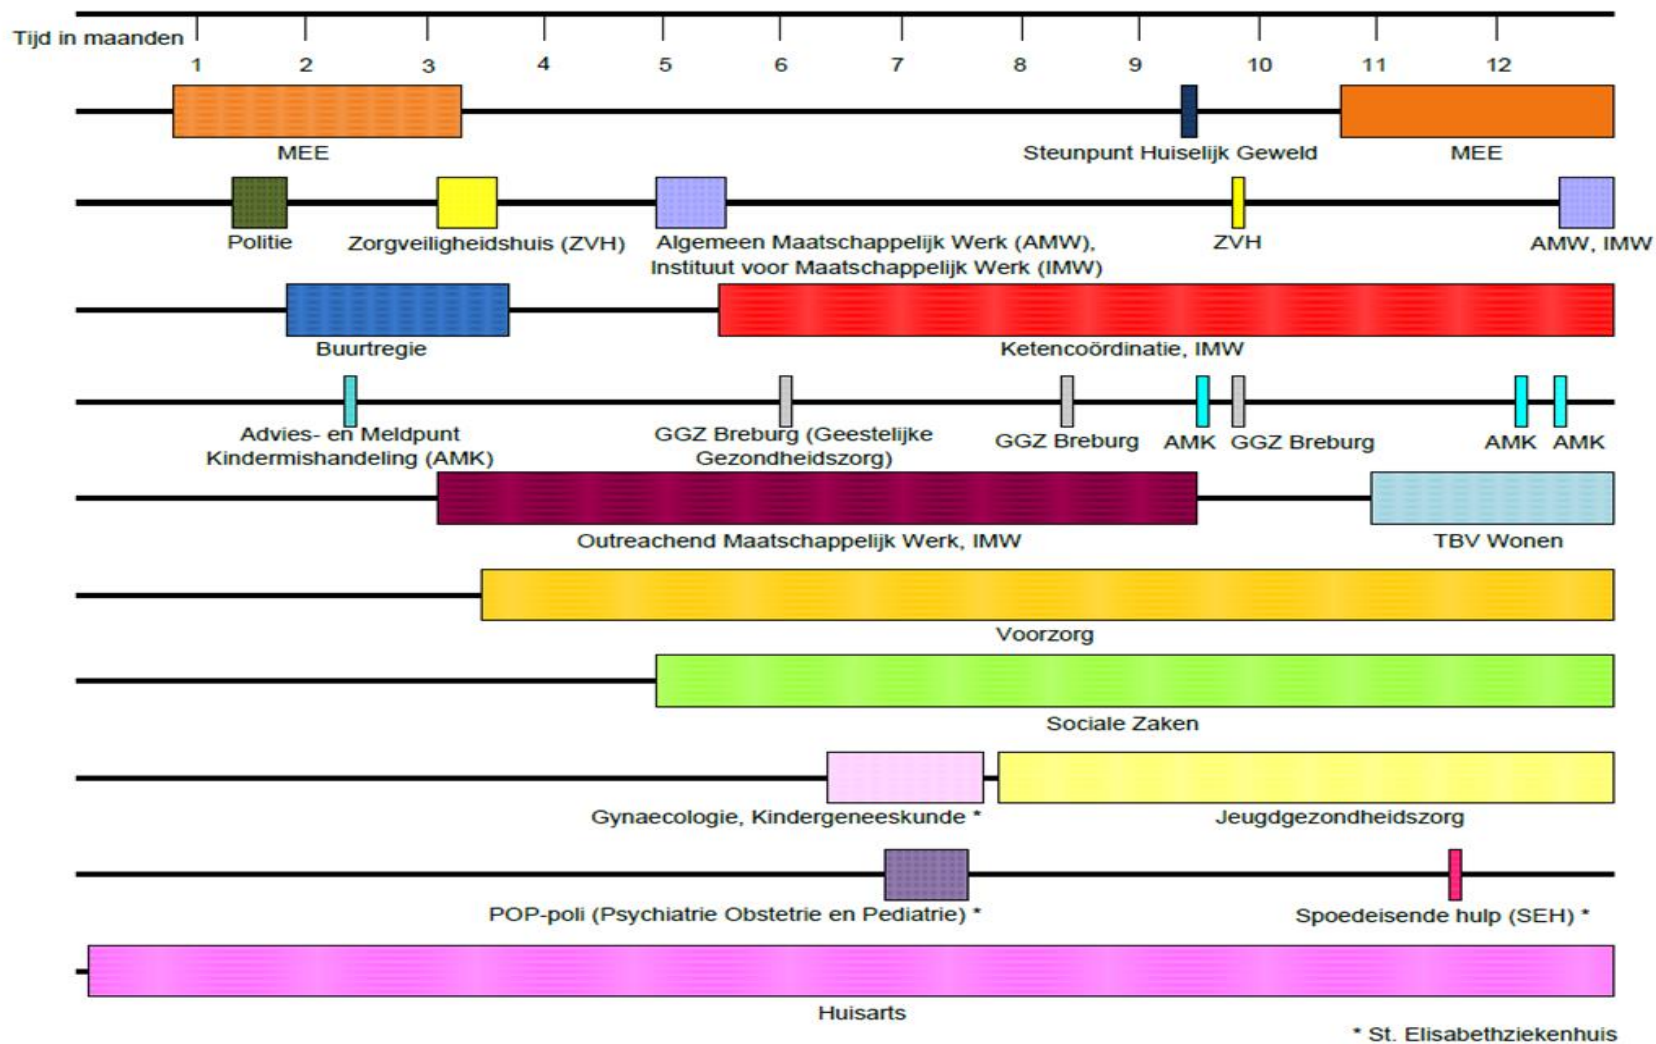 Tijd in maanden
1 2 3 4 5 6 7 8 9 10 11 12
MEE Steunpunt Huiselijk Geweld MEE
Politie Zorgveiligheidshuis (ZVH) Algemeen Maatschappelijk Werk (AMW), ZVH AMW, IMW
Instituut voor Maatschappelijk Werk (IMW)
Buurtregie Ketencoördinatie, IMW
Advies- en Meldpunt GGZ Breburg (Geestelijke GGZ Breburg AMK GGZ Breburg AMK AMK
Kindermishandeling (AMK) Gezondheidszorg)
Outreachend Maatschappelijk Werk, IMW TBV Wonen
Voorzorg
Sociale Zaken
Gynaecologie, Kindergeneeskunde * Jeugdgezondheidszorg
POP-poli (Psychiatrie Obstetrie en Pediatrie) * Spoedeisende hulp (SEH) *
Huisarts
* St. Elisabethziekenhuis